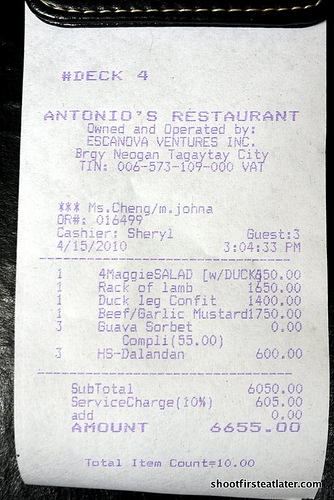 #DECK 4
ANTONIO'S RESTAURANT
Owned and Operated by:
ESCANOVA VENTURES INC.
Brgy Neogan Tagaytay City
TIN: 006-573-109-000 VAT
*** Ms.Cheng/m.johna
OR#: 016499
Cashier: Sheryl Guest:3
4/15/2010 3:04:33 PM
1 4MaggieSALAD [w/DUCK 50.00
1 Rack of lamb 1650.00
1 Duck leg Confit 1400.00
1 Beef/Garlic Mustard1750.00
3 Guava Sorbet 0.00
Compli(55.00)
3 HS-Dalandan 600.00
SubTotal 6050.00
ServiceCharge(10%) 605.00
add 0.00
AMOUNT 6655.00
Total Item Count=10.00
shootfirsteatlater.com